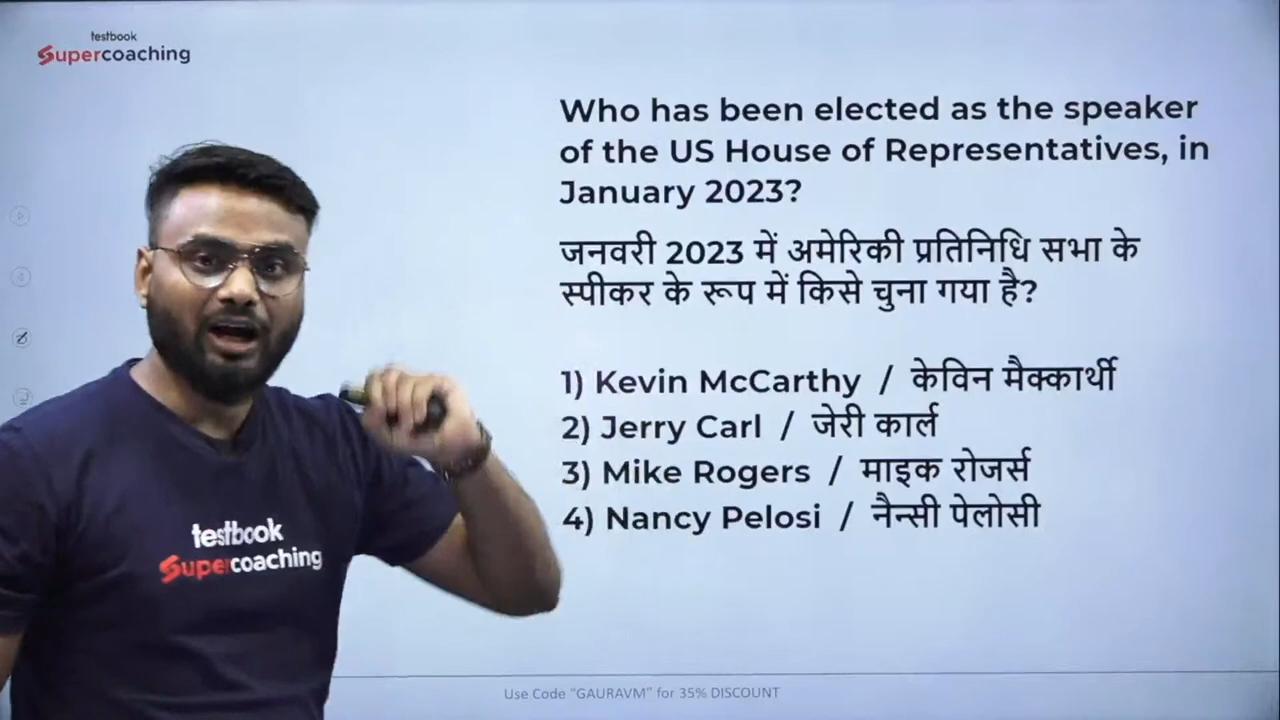 testbook
Supercoaching
Who has been elected as the speaker
of the US House of Representatives, in
January 2023?
जनवरी 2023 में अमेरिकी प्रतिनिधि सभा के
स्पीकर के रूप में किसे चुना गया है?
1) Kevin McCarthy / केविन मैक्कार्थी
2) Jerry Carl / जेरी कार्ल
3) Mike Rogers / माइक रोजर्स
4) Nancy Pelosi / नैन्सी पेलोसी
testbook
Supercoaching
Use Code "GAURAVM" for 35% DISCOUNT